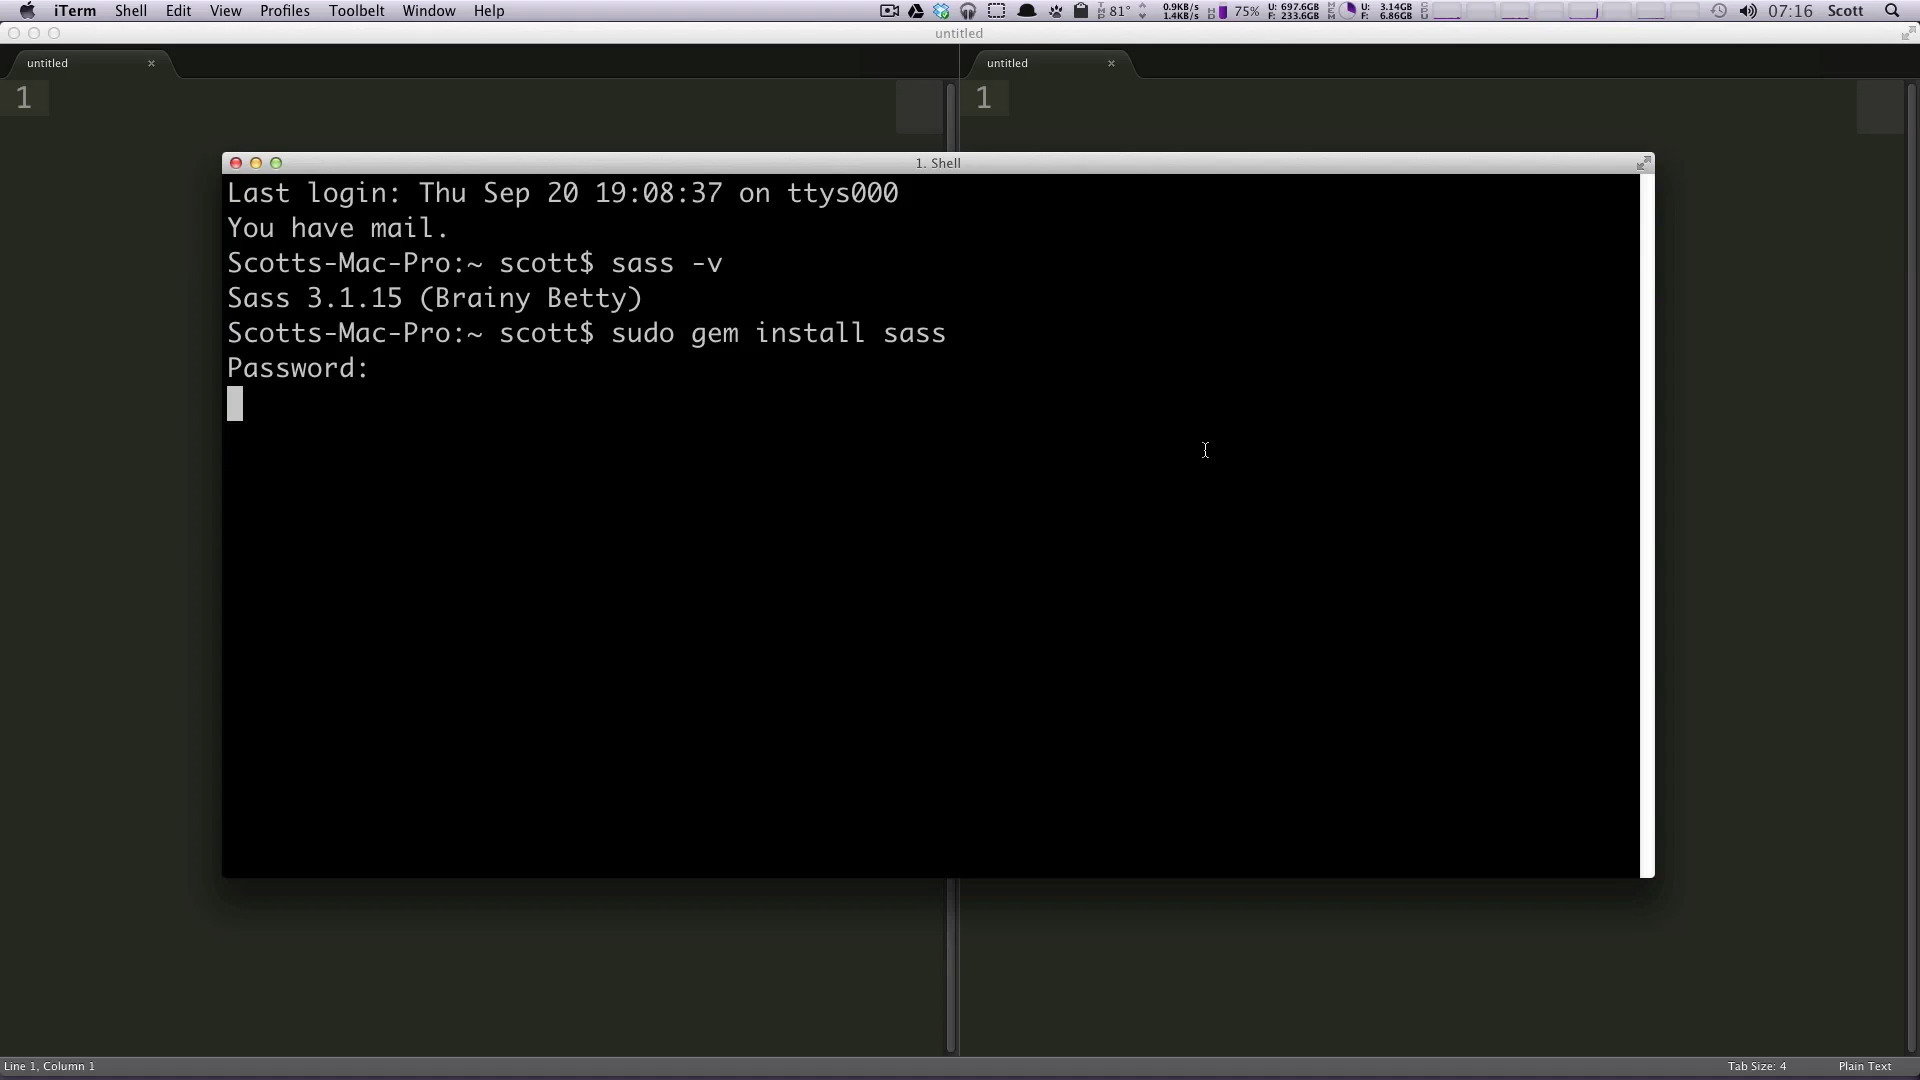 iTerm Shell Edit View Profiles Toolbelt Window Help 81° 0.9KB/s 1.4KB/s 75% U: 697.6GB F: 233.6GB U: 3.14GB F: 6.86GB 07:16 Scott
untitled
untitled × untitled ×
1 1
1. Shell
Last login: Thu Sep 20 19:08:37 on ttys000
You have mail.
Scotts-Mac-Pro:~ scott$ sass -v
Sass 3.1.15 (Brainy Betty)
Scotts-Mac-Pro:~ scott$ sudo gem install sass
Password:
Line 1, Column 1 Tab Size: 4 Plain Text